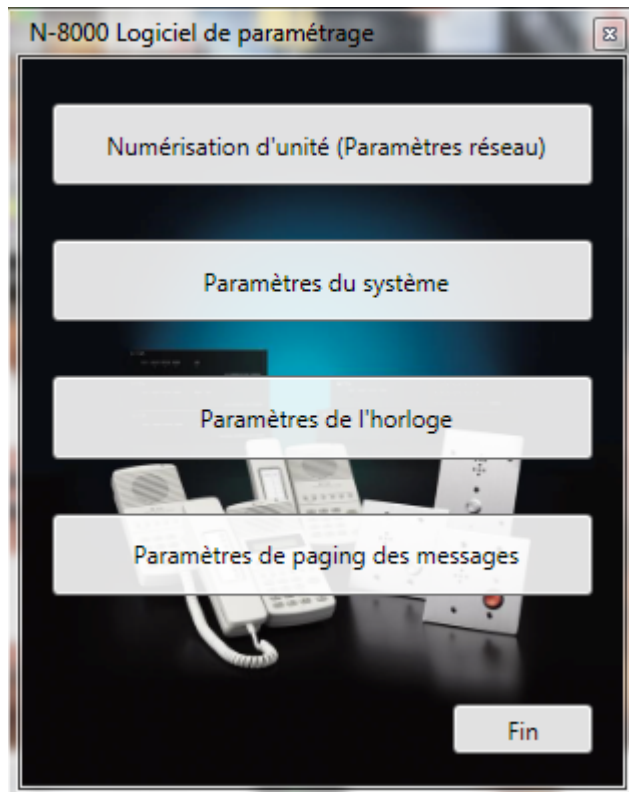 N-8000 Logiciel de paramétrage
Numérisation d'unité (Paramètres réseau)
Paramètres du système
Paramètres de l'horloge
Paramètres de paging des messages
Fin